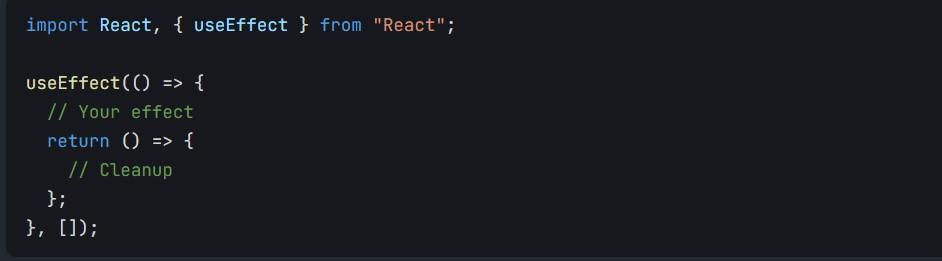 import React, { useEffect } from "React";
useEffect(() => {
// Your effect
return () => {
// Cleanup
};
}, []);